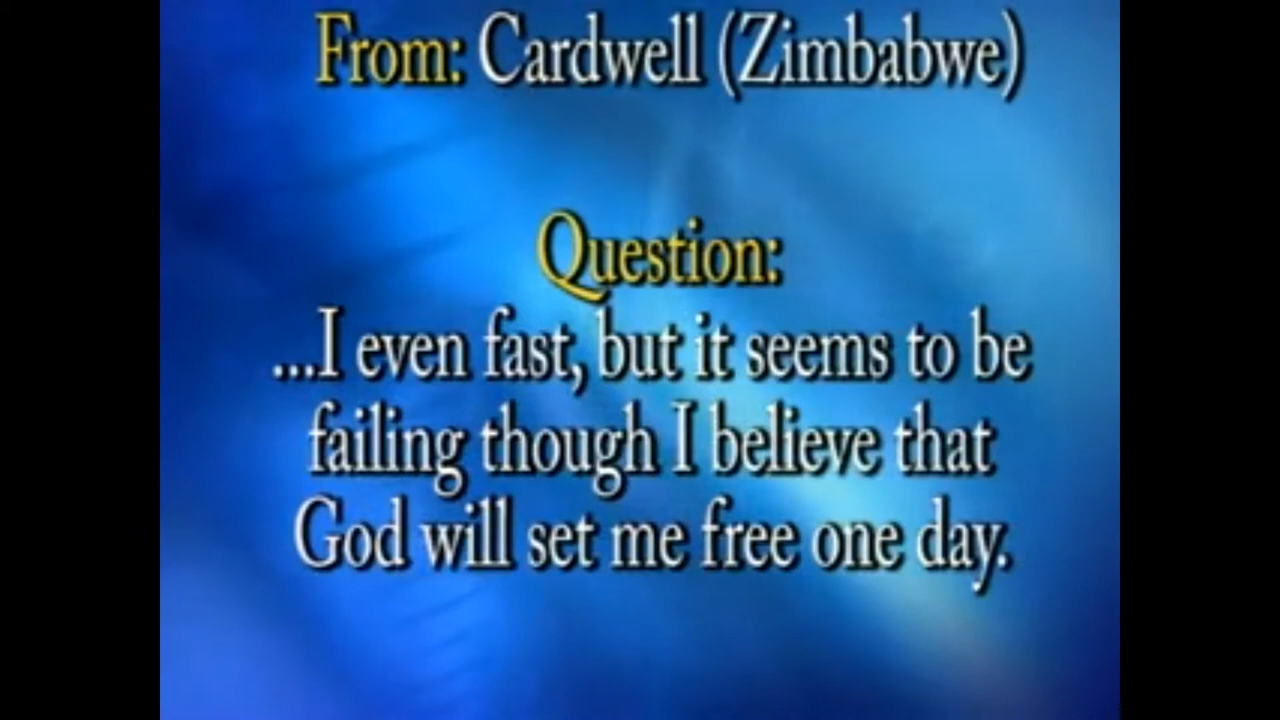 From: Cardwell (Zimbabwe)
Question:
...I even fast, but it seems to be
failing though I believe that
God will set me free one day.